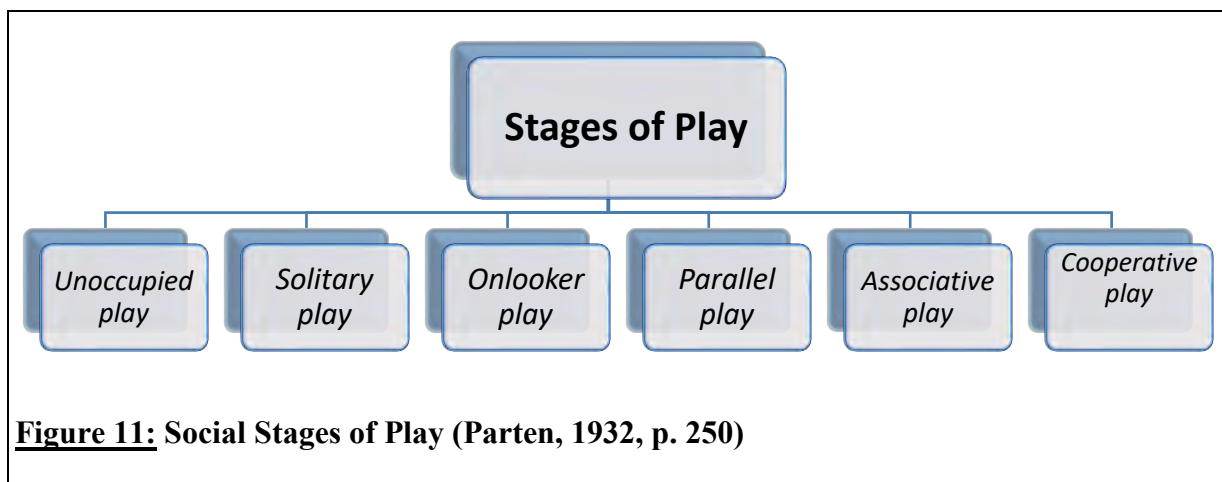 Stages of Play
Unoccupied
play
Solitary
play
Onlooker
play
Parallel
play
Associative
play
Cooperative
play
Figure 11: Social Stages of Play (Parten, 1932, p. 250)